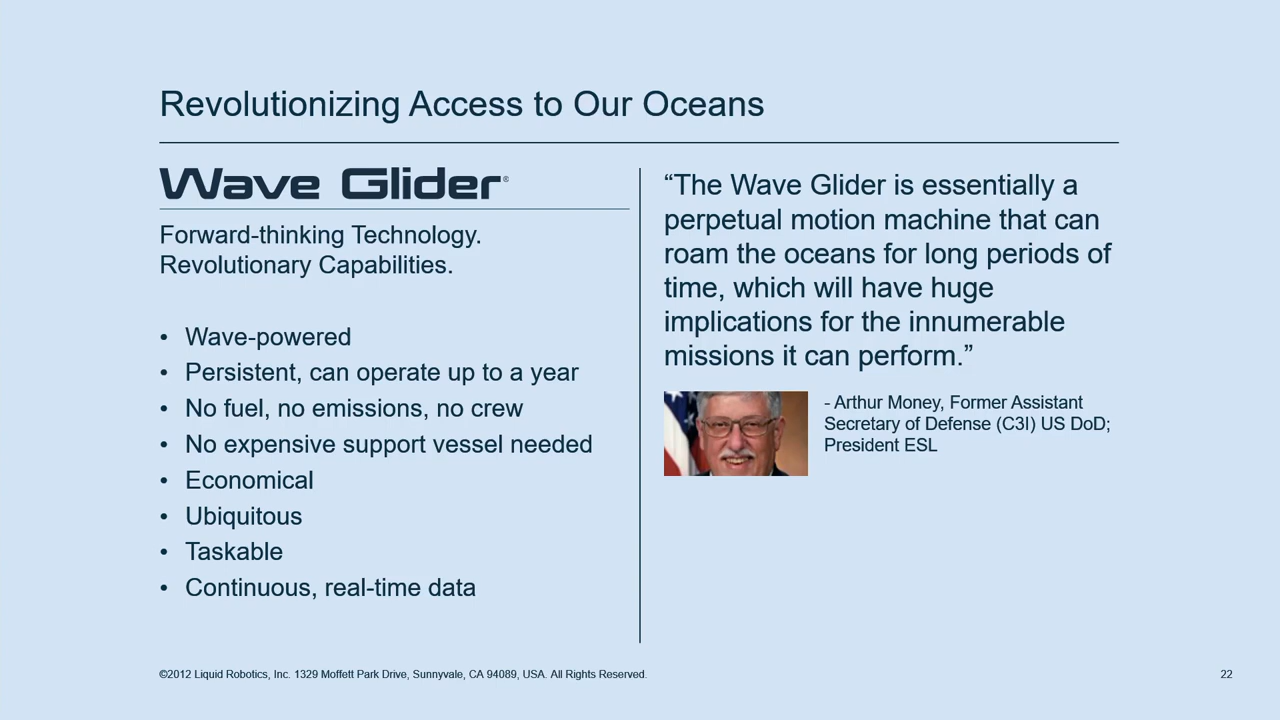 Revolutionizing Access to Our Oceans
Wave Glider®
Forward-thinking Technology.
Revolutionary Capabilities.
• Wave-powered
• Persistent, can operate up to a year
• No fuel, no emissions, no crew
• No expensive support vessel needed
• Economical
• Ubiquitous
• Taskable
• Continuous, real-time data
“The Wave Glider is essentially a
perpetual motion machine that can
roam the oceans for long periods of
time, which will have huge
implications for the innumerable
missions it can perform.”
- Arthur Money, Former Assistant
Secretary of Defense (C3I) US DoD;
President ESL
©2012 Liquid Robotics, Inc. 1329 Moffett Park Drive, Sunnyvale, CA 94089, USA. All Rights Reserved.
22